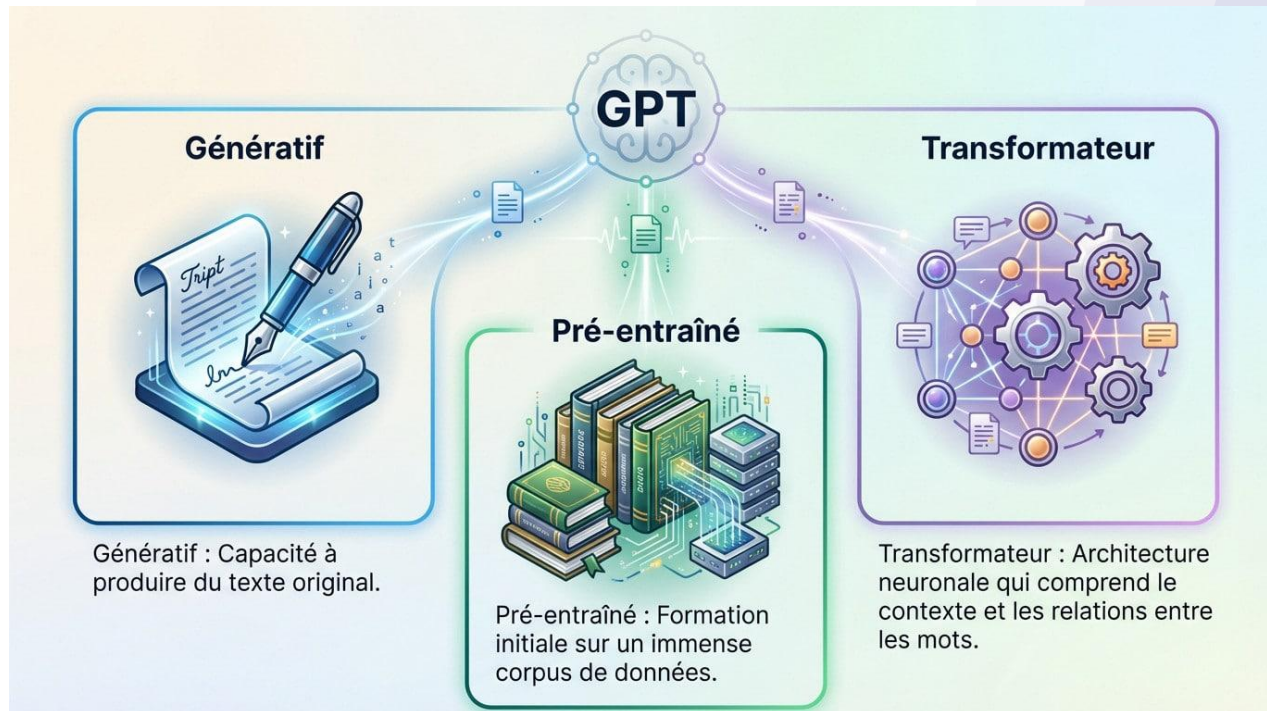 GPT
Génératif
Transformateur
Tript
Pré-entraîné
Génératif : Capacité à
produire du texte original.
Pré-entraîné : Formation
initiale sur un immense
corpus de données.
Transformateur : Architecture
neuronale qui comprend le
contexte et les relations entre
les mots.